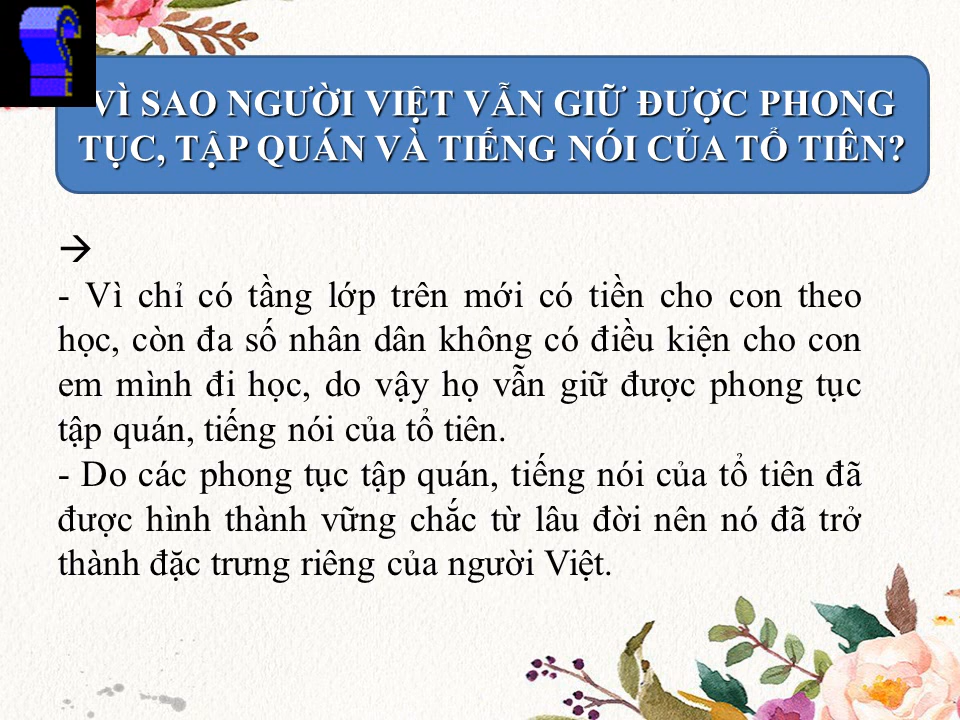 VÌ SAO NGƯỜI VIỆT VẪN GIỮ ĐƯỢC PHONG
TỤC, TẬP QUÁN VÀ TIẾNG NÓI CỦA TỔ TIÊN?
→
- Vì chỉ có tầng lớp trên mới có tiền cho con theo
học, còn đa số nhân dân không có điều kiện cho con
em mình đi học, do vậy họ vẫn giữ được phong tục
tập quán, tiếng nói của tổ tiên.
- Do các phong tục tập quán, tiếng nói của tổ tiên đã
được hình thành vững chắc từ lâu đời nên nó đã trở
thành đặc trưng riêng của người Việt.